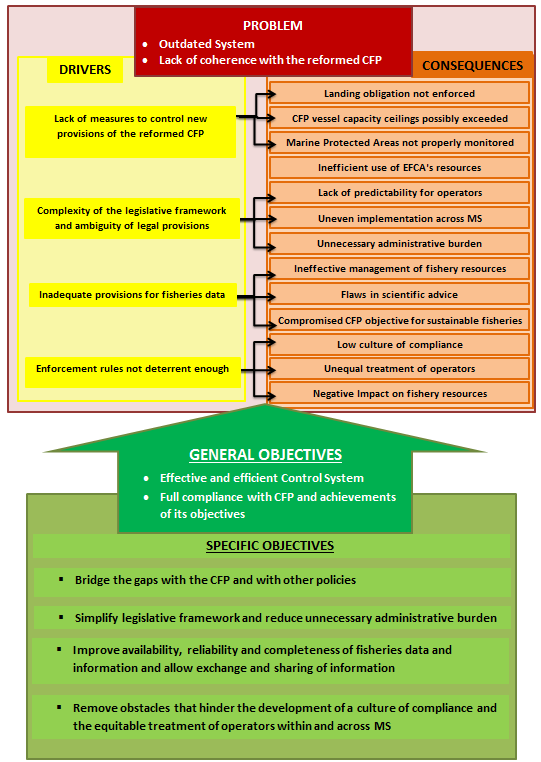 PROBLEM
• Outdated System
• Lack of coherence with the reformed CFP
DRIVERS
CONSEQUENCES
Lack of measures to control new
provisions of the reformed CFP
Landing obligation not enforced
CFP vessel capacity ceilings possibly exceeded
Marine Protected Areas not properly monitored
Inefficient use of EFCA's resources
Complexity of the legislative framework
and ambiguity of legal provisions
Lack of predictability for operators
Uneven implementation across MS
Unnecessary administrative burden
Inadequate provisions for fisheries data
Ineffective management of fishery resources
Flaws in scientific advice
Compromised CFP objective for sustainable fisheries
Enforcement rules not deterrent enough
Low culture of compliance
Unequal treatment of operators
Negative Impact on fishery resources
GENERAL OBJECTIVES
• Effective and efficient Control System
• Full compliance with CFP and achievements
of its objectives
SPECIFIC OBJECTIVES
▪ Bridge the gaps with the CFP and with other policies
▪ Simplify legislative framework and reduce unnecessary administrative burden
▪ Improve availability, reliability and completeness of fisheries data and
information and allow exchange and sharing of information
▪ Remove obstacles that hinder the development of a culture of compliance and
the equitable treatment of operators within and across MS